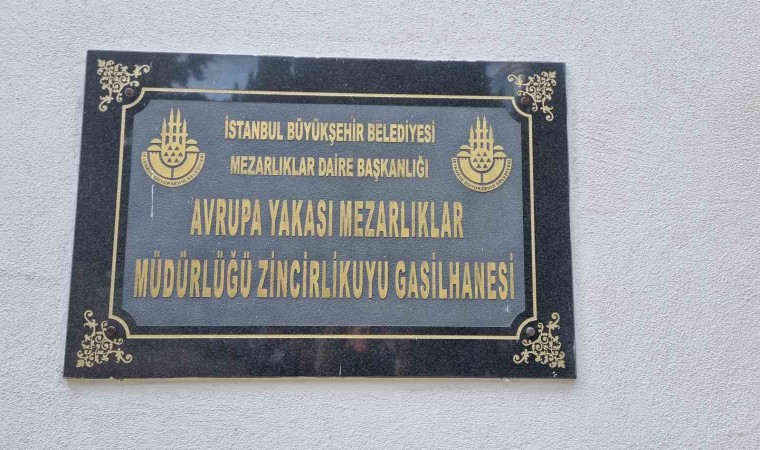 İSTANBUL BÜYÜKŞEHİR BELEDİYESİ
MEZARLIKLAR DAİRE BAŞKANLIĞI
AVRUPA YAKASI MEZARLIKLAR
MÜDÜRLÜĞÜ ZİNCİRLİKUYU GASİLHANESİ